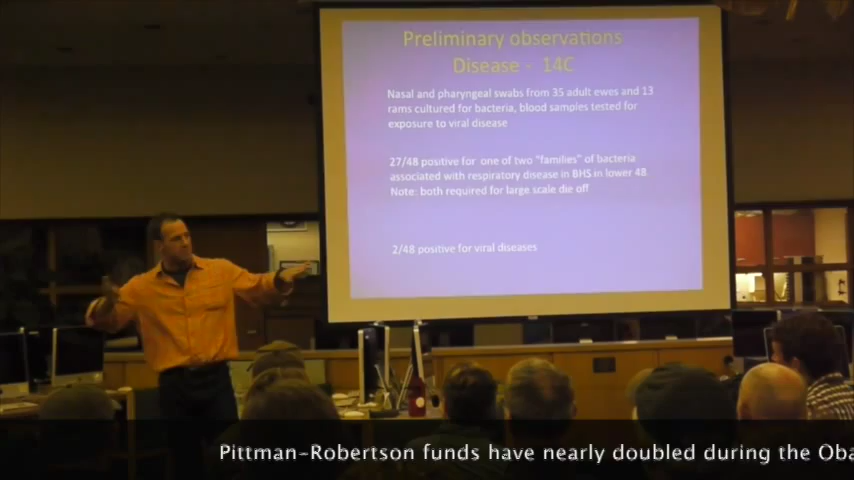 Preliminary observations
Disease - 14C
Nasal and pharyngeal swabs from 35 adult ewes and 13
rams cultured for bacteria, blood samples tested for
exposure to viral disease
27/48 positive for one of two "families" of bacteria
associated with respiratory disease in BHS in lower 48
Note: both required for large scale die off
2/48 positive for viral diseases
Pittman-Robertson funds have nearly doubled during the Oba